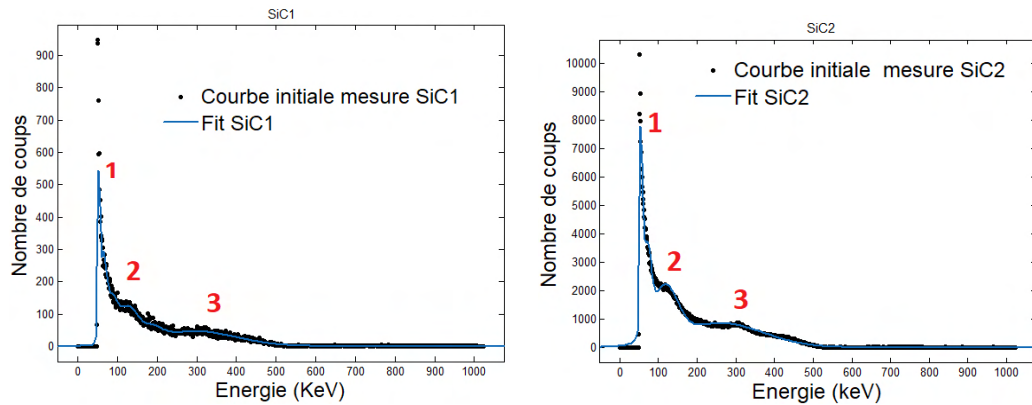 SiC1
900
800
700
600
500
400
300
200
100
0
0 100 200 300 400 500 600 700 800 900 1000
Nombre de coups
Energie (KeV)
Courbe initiale mesure SiC1
Fit SiC1
1
2
3
SiC2
10000
9000
8000
7000
6000
5000
4000
3000
2000
1000
0
0 100 200 300 400 500 600 700 800 900 1000
Nombre de coups
Energie (keV)
Courbe initiale mesure SiC2
Fit SiC2
1
2
3